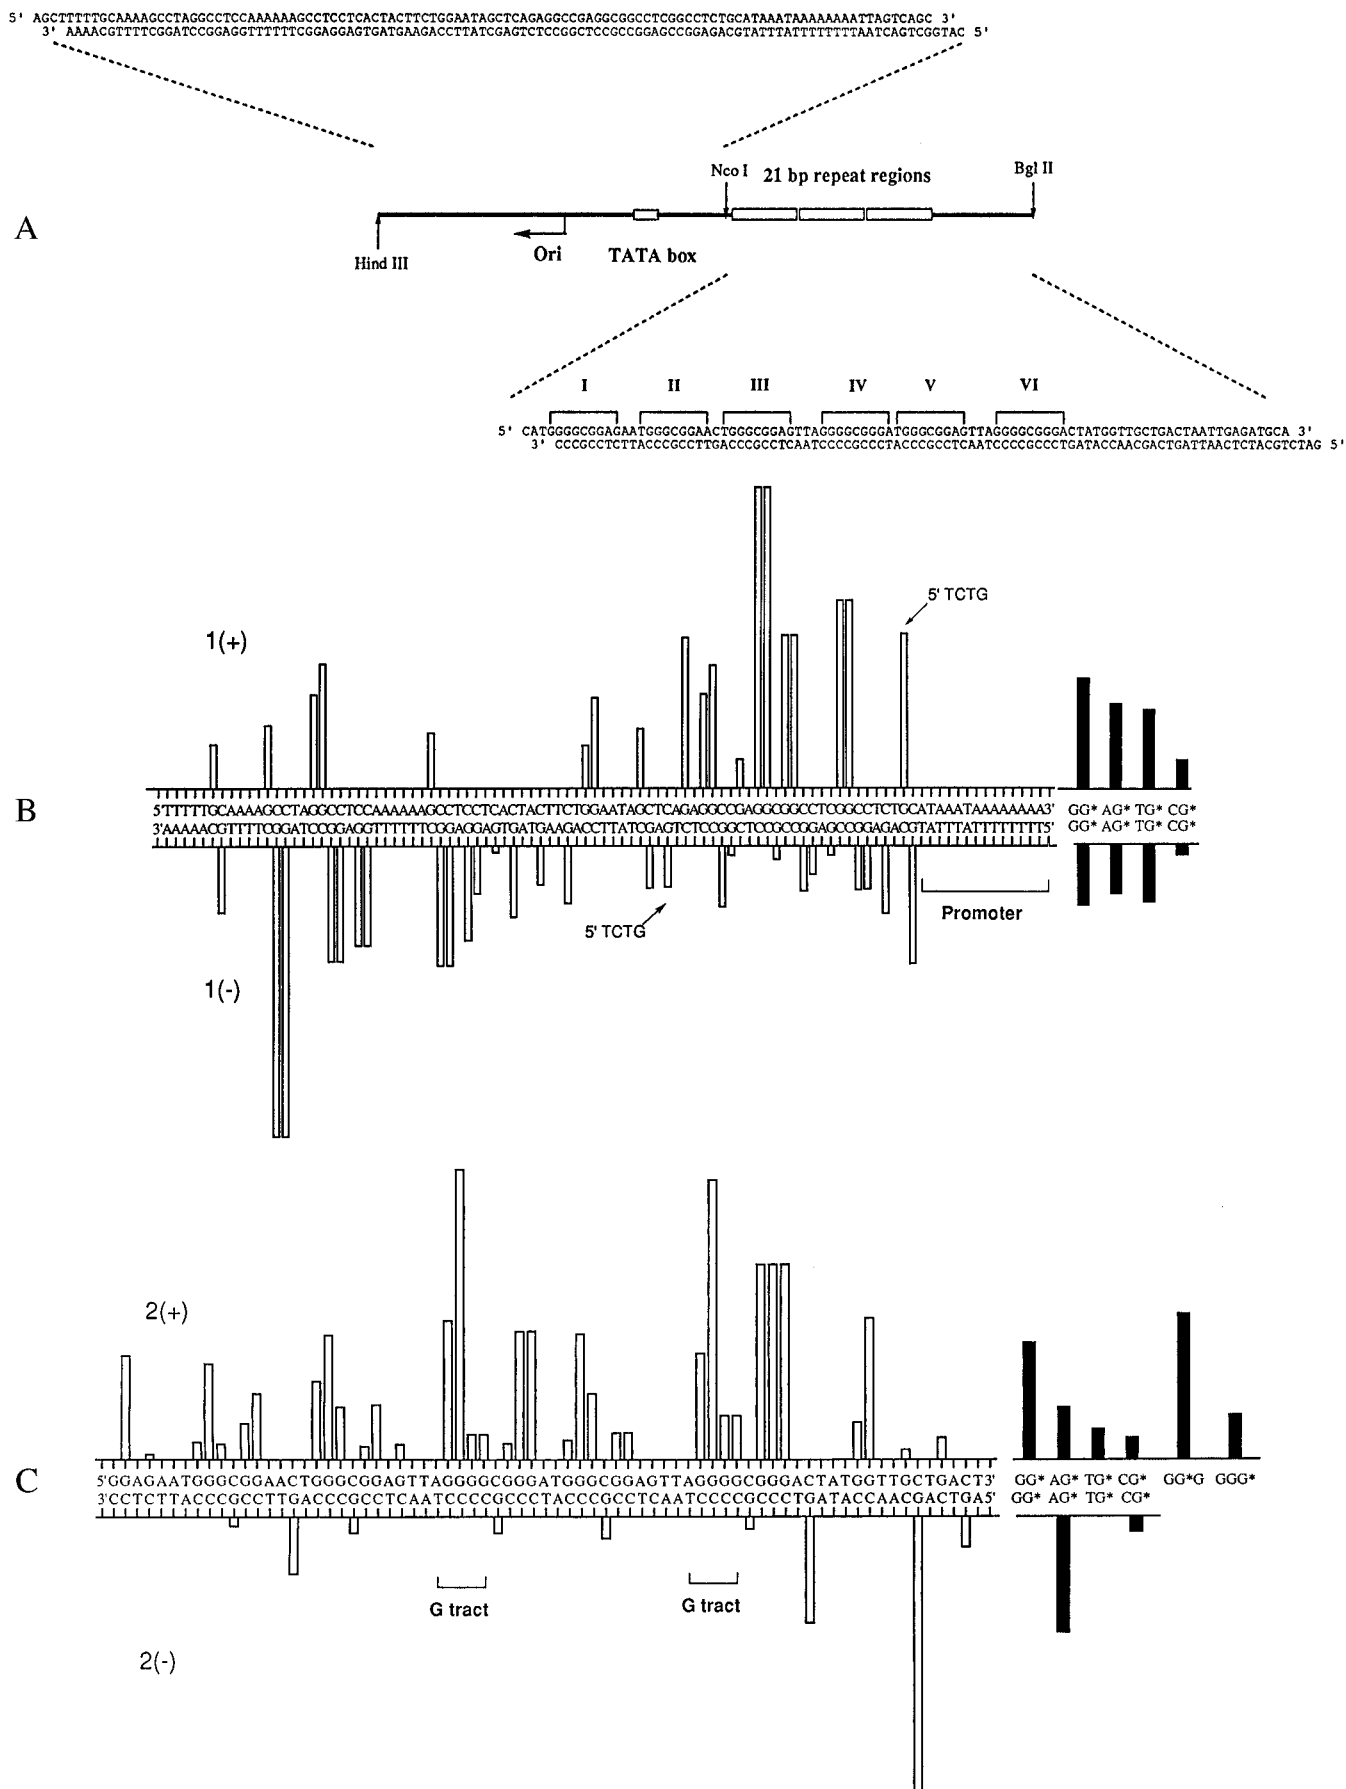 5' AGCTTTTTGCAAAAGCCTAGGCCTCCAAAAAAGCCTCCTCACTACTTCTGGAATAGCTCAGAGGCCGAGGCGGCCTCGGCCTCTGCATAAATAAAAAAAATTAGTCAGC 3'
3' AAAACGTTTTCGGATCCGGAGGTTTTTTCGGAGGAGTGATGAAGACCTTATCGAGTCTCCGGCTCCGCCGGAGCCGGAGACGTATTTATTTTTTTTAATCAGTCGGTAC 5'
Nco I
21 bp repeat regions
Bgl II
A
Ori
TATA box
Hind III
I II III IV V VI
5' CATGGGGCGGAGAATGGGCGGAACTGGGCGGAGTTAGGGGCGGGATGGGCGGAGTTAGGGGCGGGACTATGGTTGCTGACTAATTGAGATGCA 3'
3' CCCGCCTCTTACCCGCCTTGACCCGCCTCAATCCCCGCCCTACCCGCCTCAATCCCCGCCCTGATACCAACGACTGATTAACTCTACGTCTAG 5'
5' TCTG
1(+)
B
5'TTTTTGCAAAAGCCTAGGCCTCCAAAAAAGCCTCCTCACTACTTCTGGAATAGCTCAGAGGCCGAGGCGGCCTCGGCCTCTGCATAAATAAAAAAAA3'
3'AAAAACGTTTTCGGATCCGGAGGTTTTTTCGGAGGAGTGATGAAGACCTTATCGAGTCTCCGGCTCCGCCGGAGCCGGAGACGTATTTATTTTTTTT5'
GG* AG* TG* CG*
GG* AG* TG* CG*
Promoter
5' TCTG
1(-)
2(+)
C
5'GGAGAATGGGCGGAACTGGGCGGAGTTAGGGGCGGGATGGGCGGAGTTAGGGGCGGGACTATGGTTGCTGACT3'
3'CCTCTTACCCGCCTTGACCCGCCTCAATCCCCGCCCTACCCGCCTCAATCCCCGCCCTGATACCAACGACTGA5'
GG* AG* TG* CG* GG*G GGG*
GG* AG* TG* CG*
G tract
G tract
2(-)